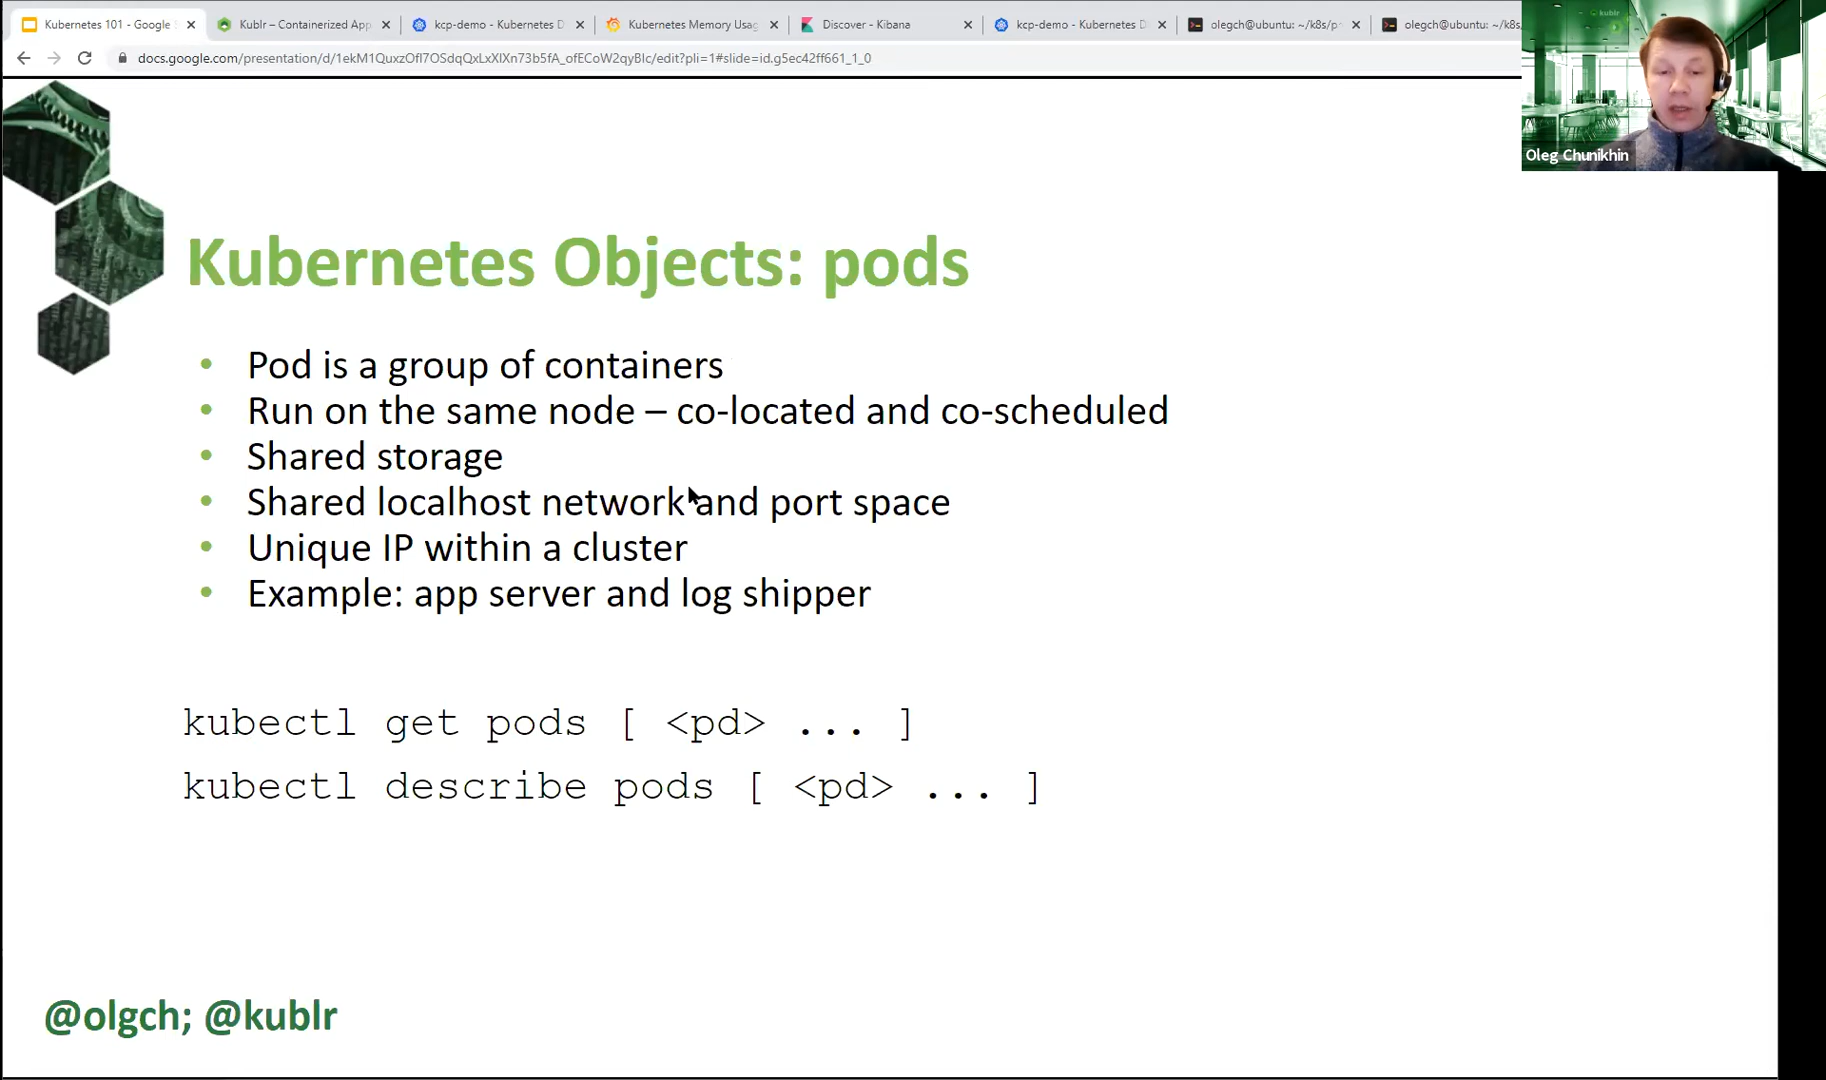 Kubernetes 101 - Google
Kublr – Containerized App
kcp-demo - Kubernetes D
Kubernetes Memory Usag
Discover - Kibana
kcp-demo - Kubernetes D
olegch@ubuntu: ~/k8s/p
olegch@ubuntu: ~/k8s
docs.google.com/presentation/d/1ekM1QuxzOfl7OSdqQxLxXIXn73b5fA_ofECoW2qyBlc/edit?pli=1#slide=id.g5ec42ff661_1_0
kublr
Oleg Chunikhin
Kubernetes Objects: pods
• Pod is a group of containers
• Run on the same node – co-located and co-scheduled
• Shared storage
• Shared localhost network and port space
• Unique IP within a cluster
• Example: app server and log shipper
kubectl get pods [ <pd> ... ]
kubectl describe pods [ <pd> ... ]
@olgch; @kublr